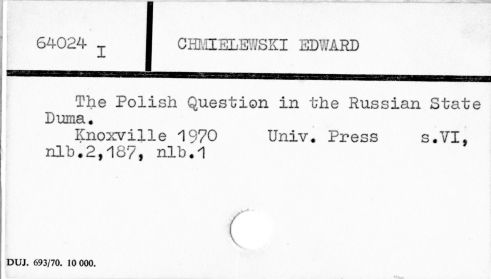 64024 I
CHMIELEWSKI EDWARD
The Polish Question in the Russian State
Duma.
Knoxville 1970 Univ. Press s.VI,
nlb.2,187, nlb.1
DUJ. 693/70. 10 000.